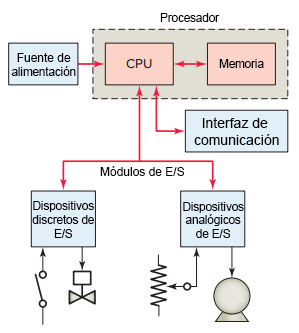 Procesador
Fuente de
alimentación
CPU
Memoria
Interfaz de
comunicación
Módulos de E/S
Dispositivos
discretos de
E/S
Dispositivos
analógicos
de E/S